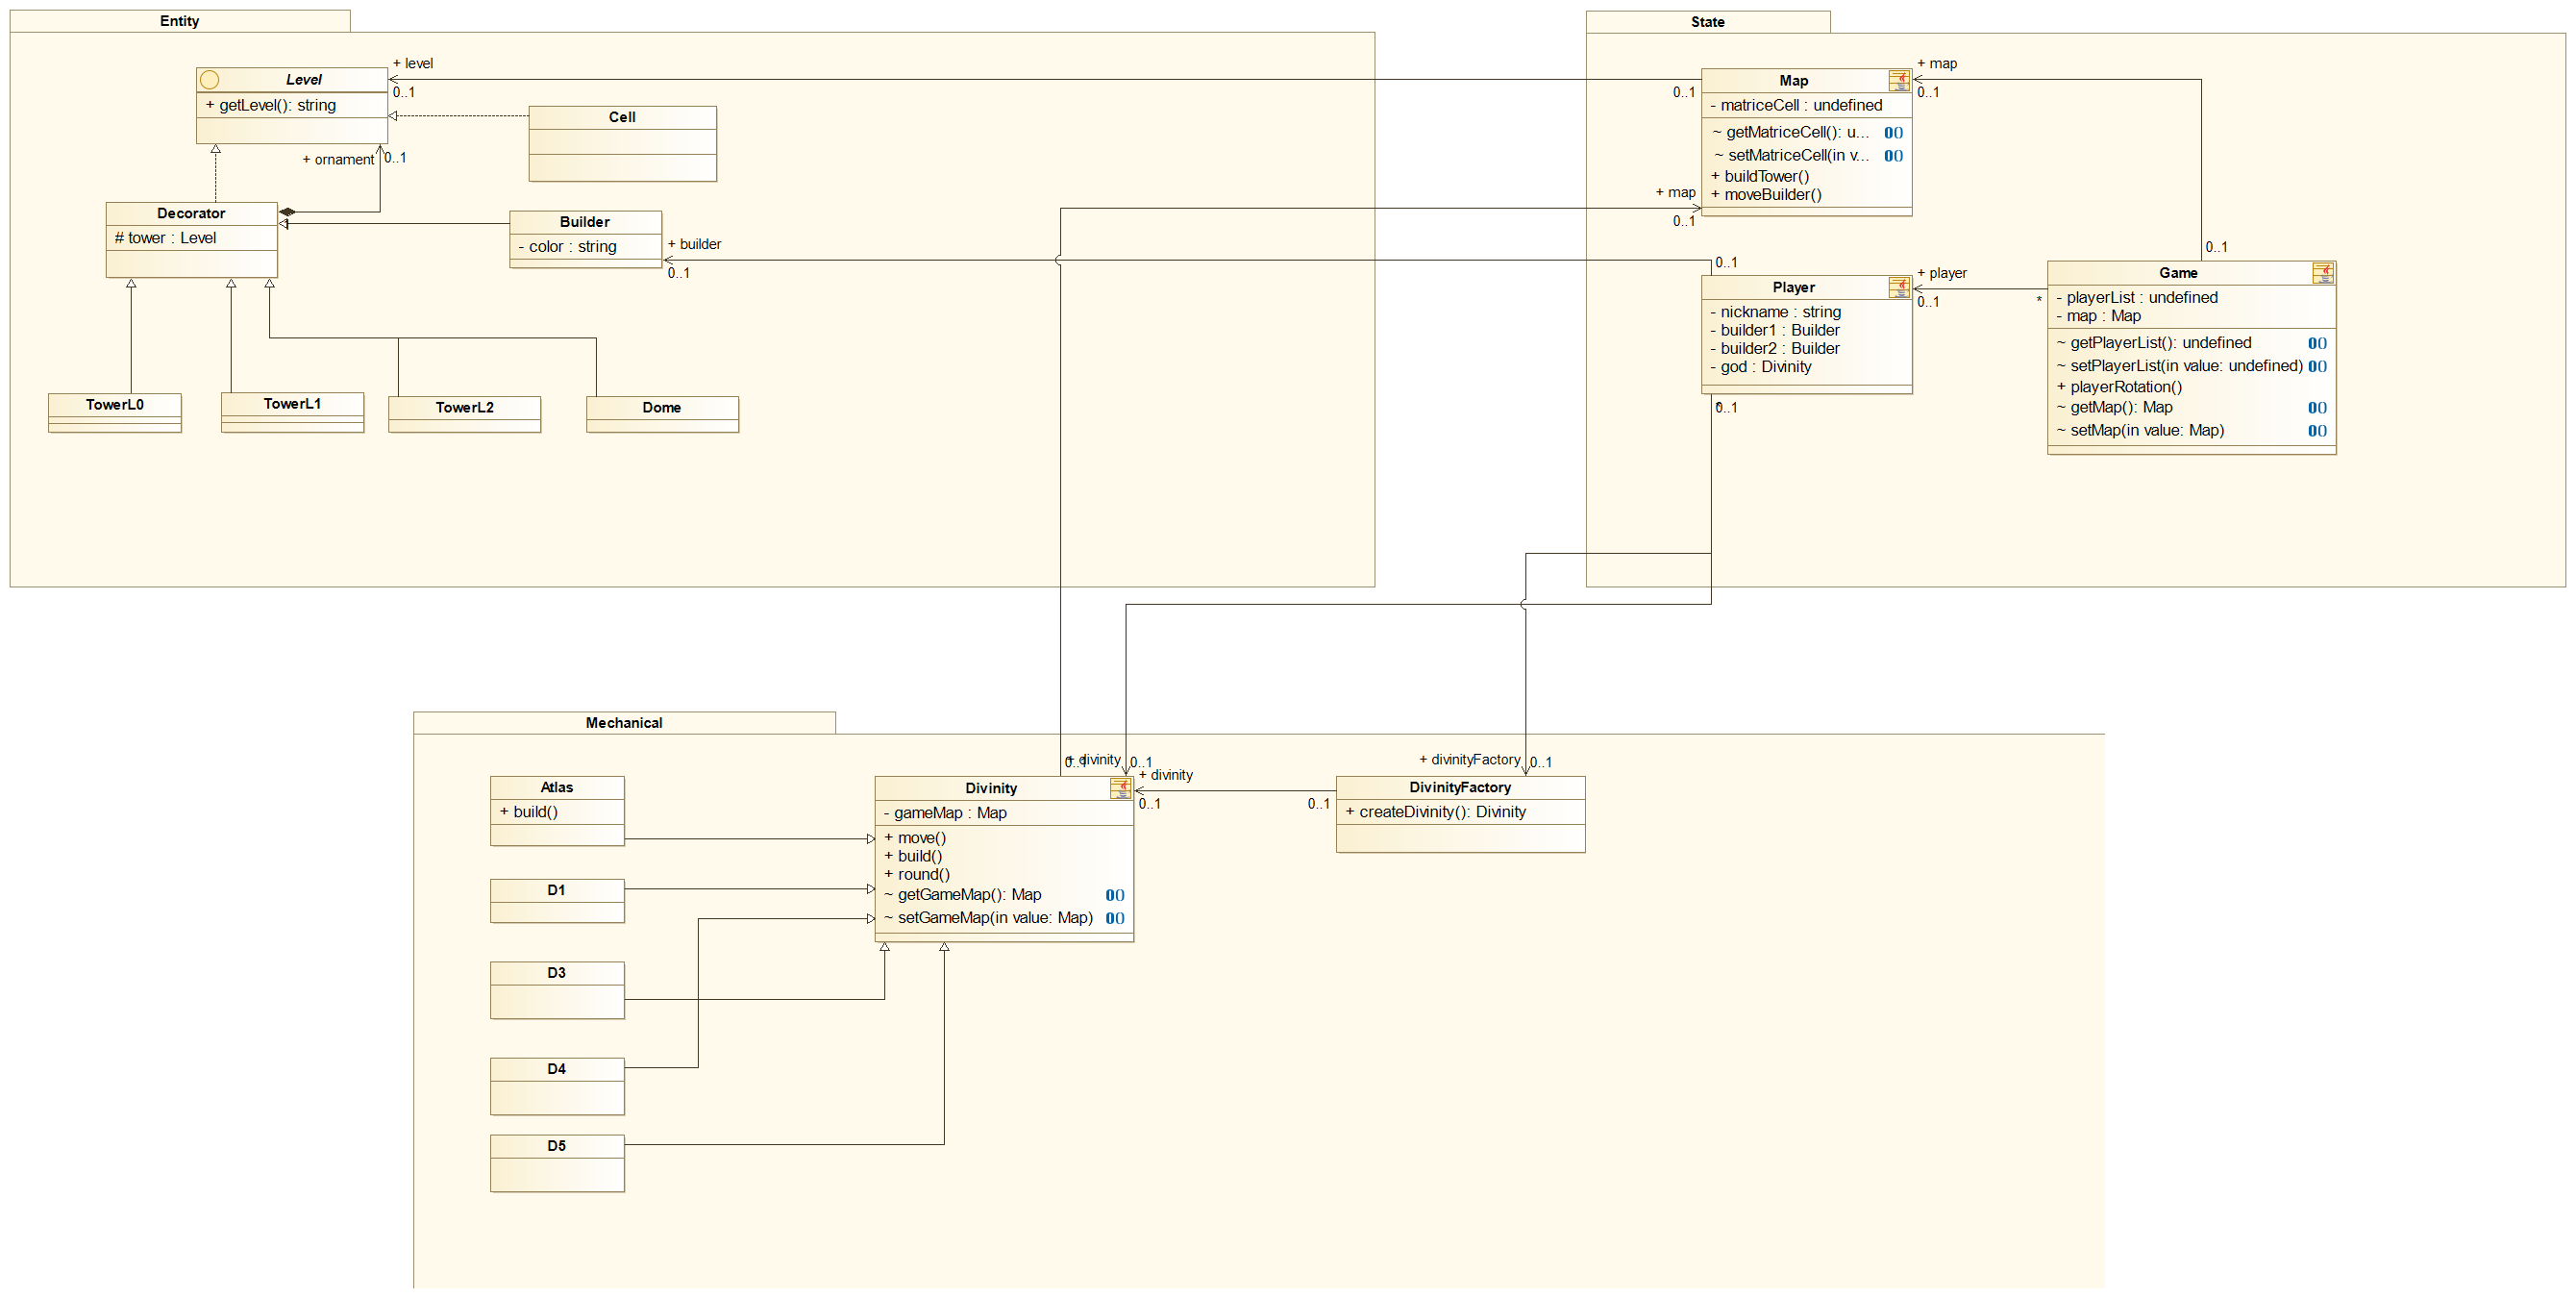 Entity
+ level
0..1
Level
+ getLevel(): string
Cell
+ ornament
0..1
Decorator
# tower : Level
Builder
- color : string
+ builder
0..1
TowerL0
TowerL1
TowerL2
Dome
State
Map
- matriceCell : undefined
~ getMatriceCell(): u...
~ setMatriceCell(in v...
+ buildTower()
+ moveBuilder()
0..1
+ map
0..1
+ map
0..1
0..1
0..1
Player
- nickname : string
- builder1 : Builder
- builder2 : Builder
- god : Divinity
0..1
+ player
0..1
*
Game
- playerList : undefined
- map : Map
~ getPlayerList(): undefined
~ setPlayerList(in value: undefined)
+ playerRotation()
~ getMap(): Map
~ setMap(in value: Map)
Mechanical
Atlas
+ build()
D1
D3
D4
D5
+ divinity
0..1
0..1
Divinity
- gameMap : Map
+ move()
+ build()
+ round()
~ getGameMap(): Map
~ setGameMap(in value: Map)
+ divinity
0..1
0..1
+ divinityFactory
0..1
DivinityFactory
+ createDivinity(): Divinity